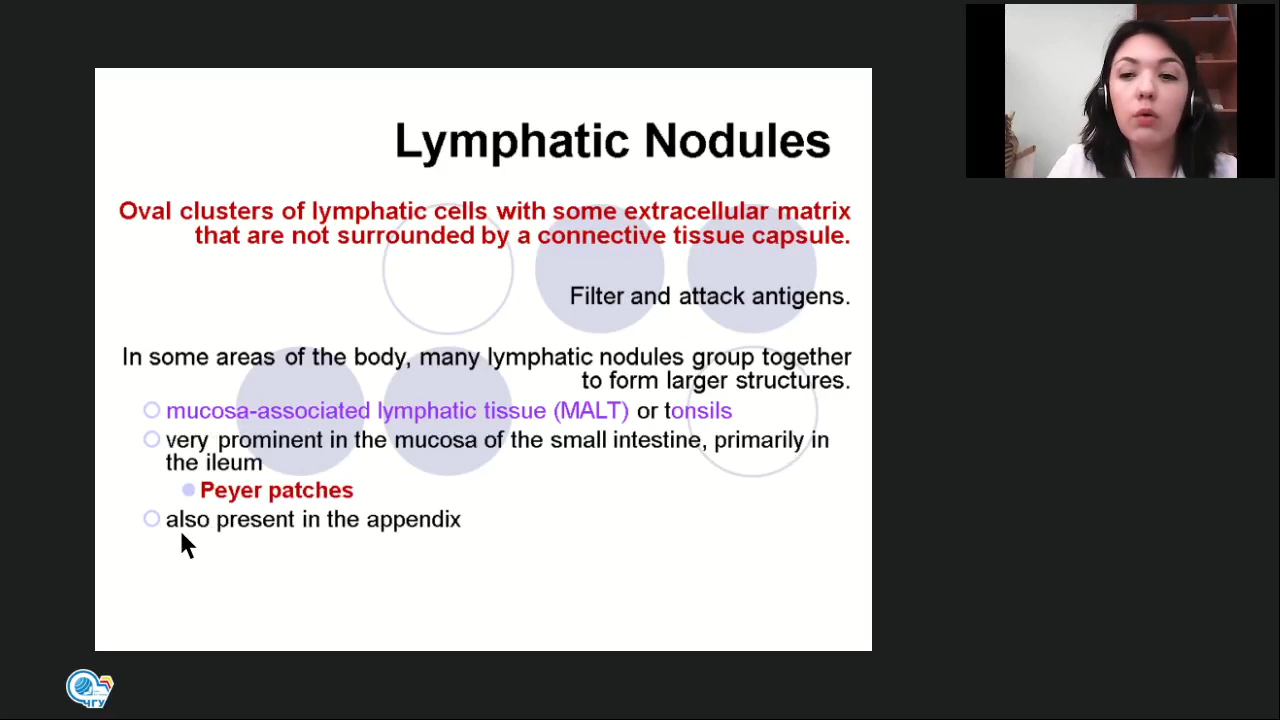 Lymphatic Nodules
Oval clusters of lymphatic cells with some extracellular matrix
that are not surrounded by a connective tissue capsule.
Filter and attack antigens.
In some areas of the body, many lymphatic nodules group together
to form larger structures.
mucosa-associated lymphatic tissue (MALT) or tonsils
very prominent in the mucosa of the small intestine, primarily in
the ileum
Peyer patches
also present in the appendix
ЧГУ